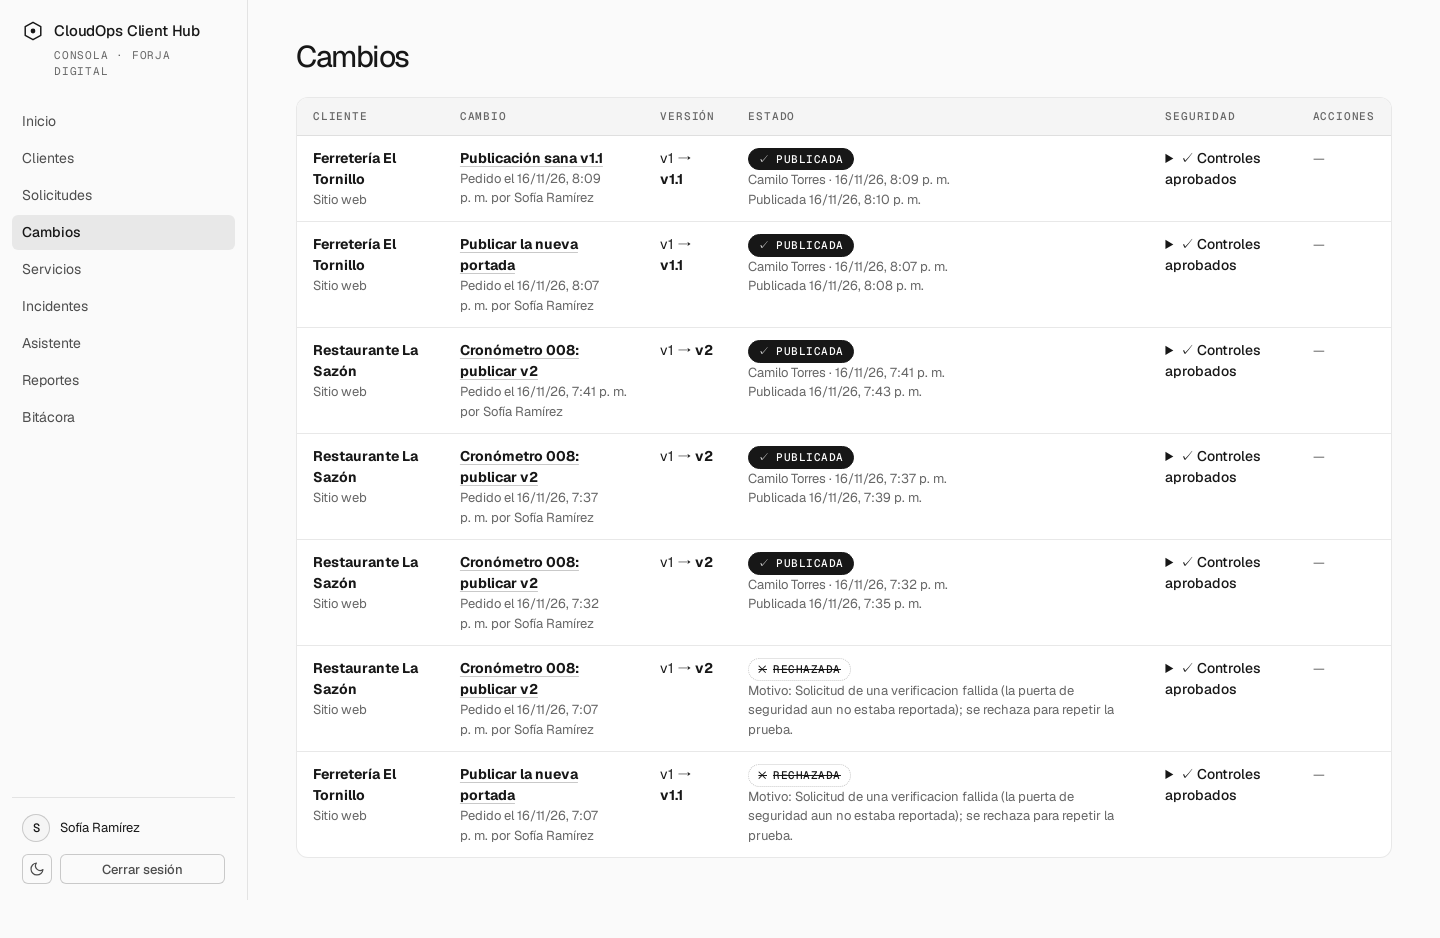 CloudOps Client Hub
CONSOLA · FORJA
DIGITAL
Inicio
Clientes
Solicitudes
Cambios
Servicios
Incidentes
Asistente
Reportes
Bitácora
S Sofía Ramírez
Cerrar sesión
Cambios
CLIENTE CAMBIO VERSIÓN ESTADO SEGURIDAD ACCIONES
Ferretería El Publicación sana v1.1 v1 → ✓ PUBLICADA ▶ ✓ Controles —
Tornillo Pedido el 16/11/26, 8:09 v1.1 Camilo Torres · 16/11/26, 8:09 p. m. aprobados
Sitio web p. m. por Sofía Ramírez Publicada 16/11/26, 8:10 p. m.
Ferretería El Publicar la nueva v1 → ✓ PUBLICADA ▶ ✓ Controles —
Tornillo portada v1.1 Camilo Torres · 16/11/26, 8:07 p. m. aprobados
Sitio web Pedido el 16/11/26, 8:07 Publicada 16/11/26, 8:08 p. m.
p. m. por Sofía Ramírez
Restaurante La Cronómetro 008: v1 → v2 ✓ PUBLICADA ▶ ✓ Controles —
Sazón publicar v2 Camilo Torres · 16/11/26, 7:41 p. m. aprobados
Sitio web Pedido el 16/11/26, 7:41 p. m. Publicada 16/11/26, 7:43 p. m.
por Sofía Ramírez
Restaurante La Cronómetro 008: v1 → v2 ✓ PUBLICADA ▶ ✓ Controles —
Sazón publicar v2 Camilo Torres · 16/11/26, 7:37 p. m. aprobados
Sitio web Pedido el 16/11/26, 7:37 Publicada 16/11/26, 7:39 p. m.
p. m. por Sofía Ramírez
Restaurante La Cronómetro 008: v1 → v2 ✓ PUBLICADA ▶ ✓ Controles —
Sazón publicar v2 Camilo Torres · 16/11/26, 7:32 p. m. aprobados
Sitio web Pedido el 16/11/26, 7:32 Publicada 16/11/26, 7:35 p. m.
p. m. por Sofía Ramírez
Restaurante La Cronómetro 008: v1 → v2 ✕ RECHAZADA ▶ ✓ Controles —
Sazón publicar v2 Motivo: Solicitud de una verificacion fallida (la puerta de aprobados
Sitio web Pedido el 16/11/26, 7:07 seguridad aun no estaba reportada); se rechaza para repetir la
p. m. por Sofía Ramírez prueba.
Ferretería El Publicar la nueva v1 → ✕ RECHAZADA ▶ ✓ Controles —
Tornillo portada v1.1 Motivo: Solicitud de una verificacion fallida (la puerta de aprobados
Sitio web Pedido el 16/11/26, 7:07 seguridad aun no estaba reportada); se rechaza para repetir la
p. m. por Sofía Ramírez prueba.